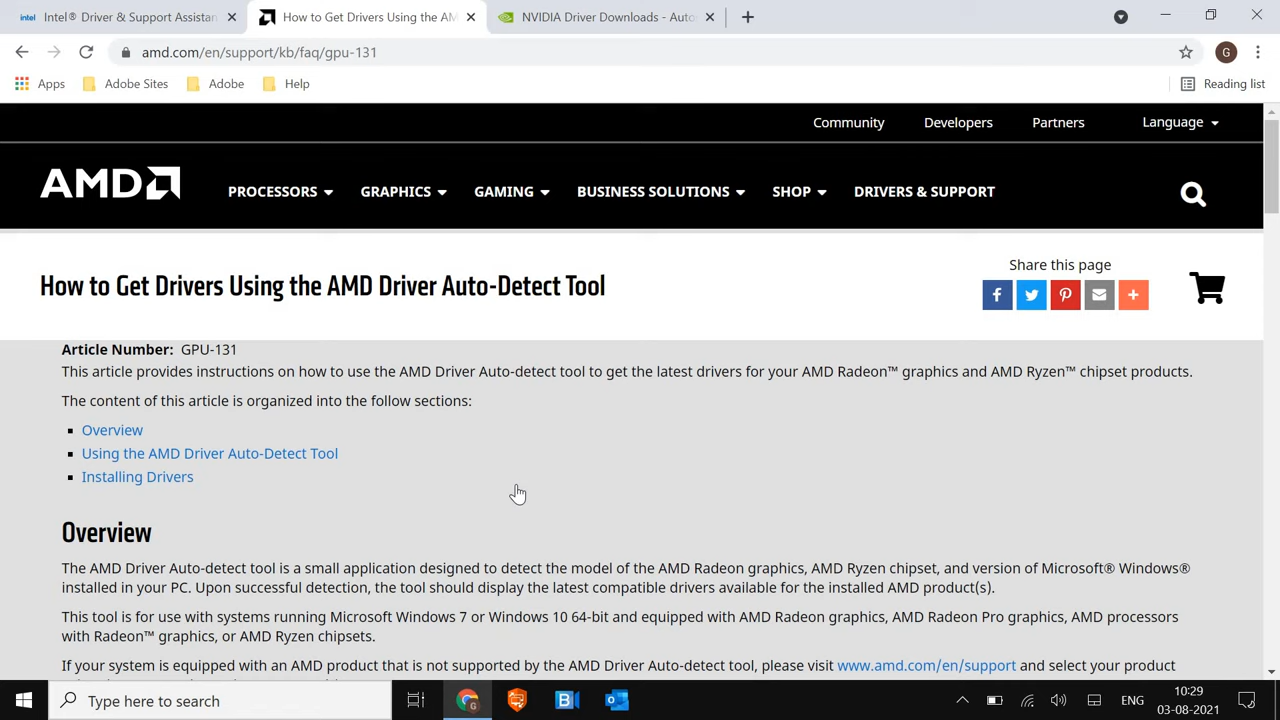 intel Intel® Driver & Support Assistan
How to Get Drivers Using the AM
NVIDIA Driver Downloads - Auto
amd.com/en/support/kb/faq/gpu-131
G
Apps
Adobe Sites
Adobe
Help
Reading list
Community
Developers
Partners
Language
AMD
PROCESSORS
GRAPHICS
GAMING
BUSINESS SOLUTIONS
SHOP
DRIVERS & SUPPORT
How to Get Drivers Using the AMD Driver Auto-Detect Tool
Share this page
Article Number: GPU-131
This article provides instructions on how to use the AMD Driver Auto-detect tool to get the latest drivers for your AMD Radeon™ graphics and AMD Ryzen™ chipset products.
The content of this article is organized into the follow sections:
Overview
Using the AMD Driver Auto-Detect Tool
Installing Drivers
Overview
The AMD Driver Auto-detect tool is a small application designed to detect the model of the AMD Radeon graphics, AMD Ryzen chipset, and version of Microsoft® Windows®
installed in your PC. Upon successful detection, the tool should display the latest compatible drivers available for the installed AMD product(s).
This tool is for use with systems running Microsoft Windows 7 or Windows 10 64-bit and equipped with AMD Radeon graphics, AMD Radeon Pro graphics, AMD processors
with Radeon™ graphics, or AMD Ryzen chipsets.
If your system is equipped with an AMD product that is not supported by the AMD Driver Auto-detect tool, please visit www.amd.com/en/support and select your product
Type here to search
ENG
10:29
03-08-2021